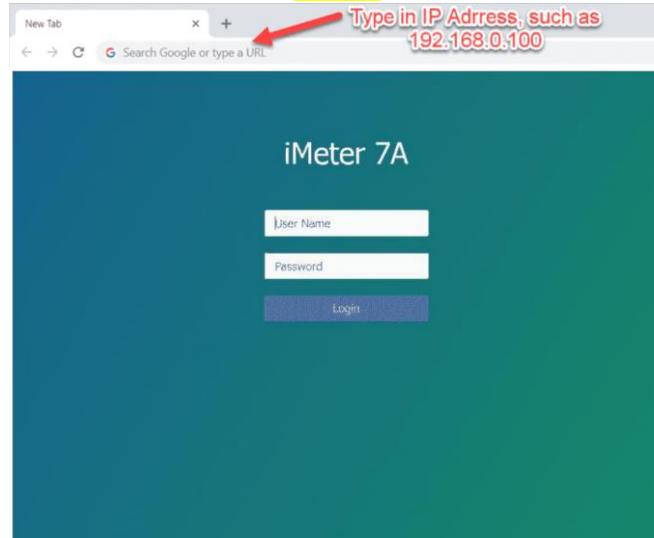 New Tab
Type in IP Adrress, such as
192.168.0.100
Search Google or type a URL
iMeter 7A
User Name
Password
Login